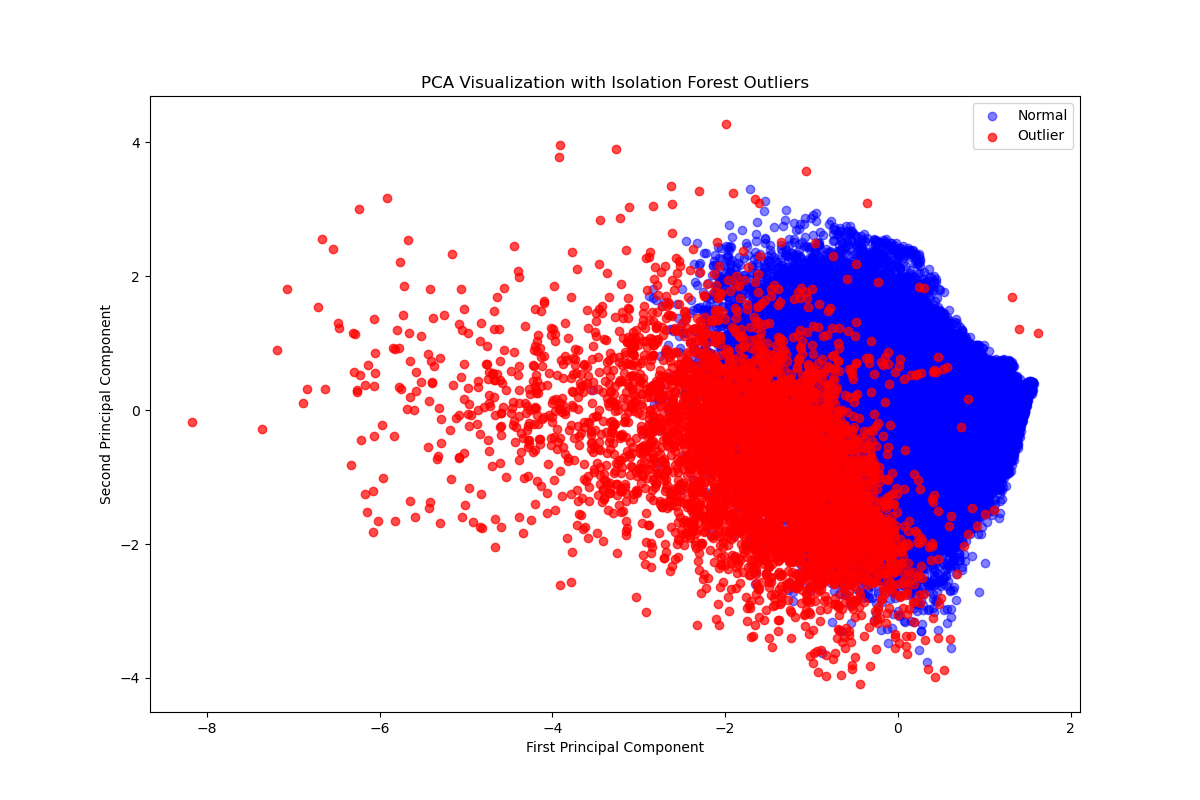 PCA Visualization with Isolation Forest Outliers
Normal
Outlier
4
2
0
−2
−4
Second Principal Component
−8
−6
−4
−2
0
2
First Principal Component